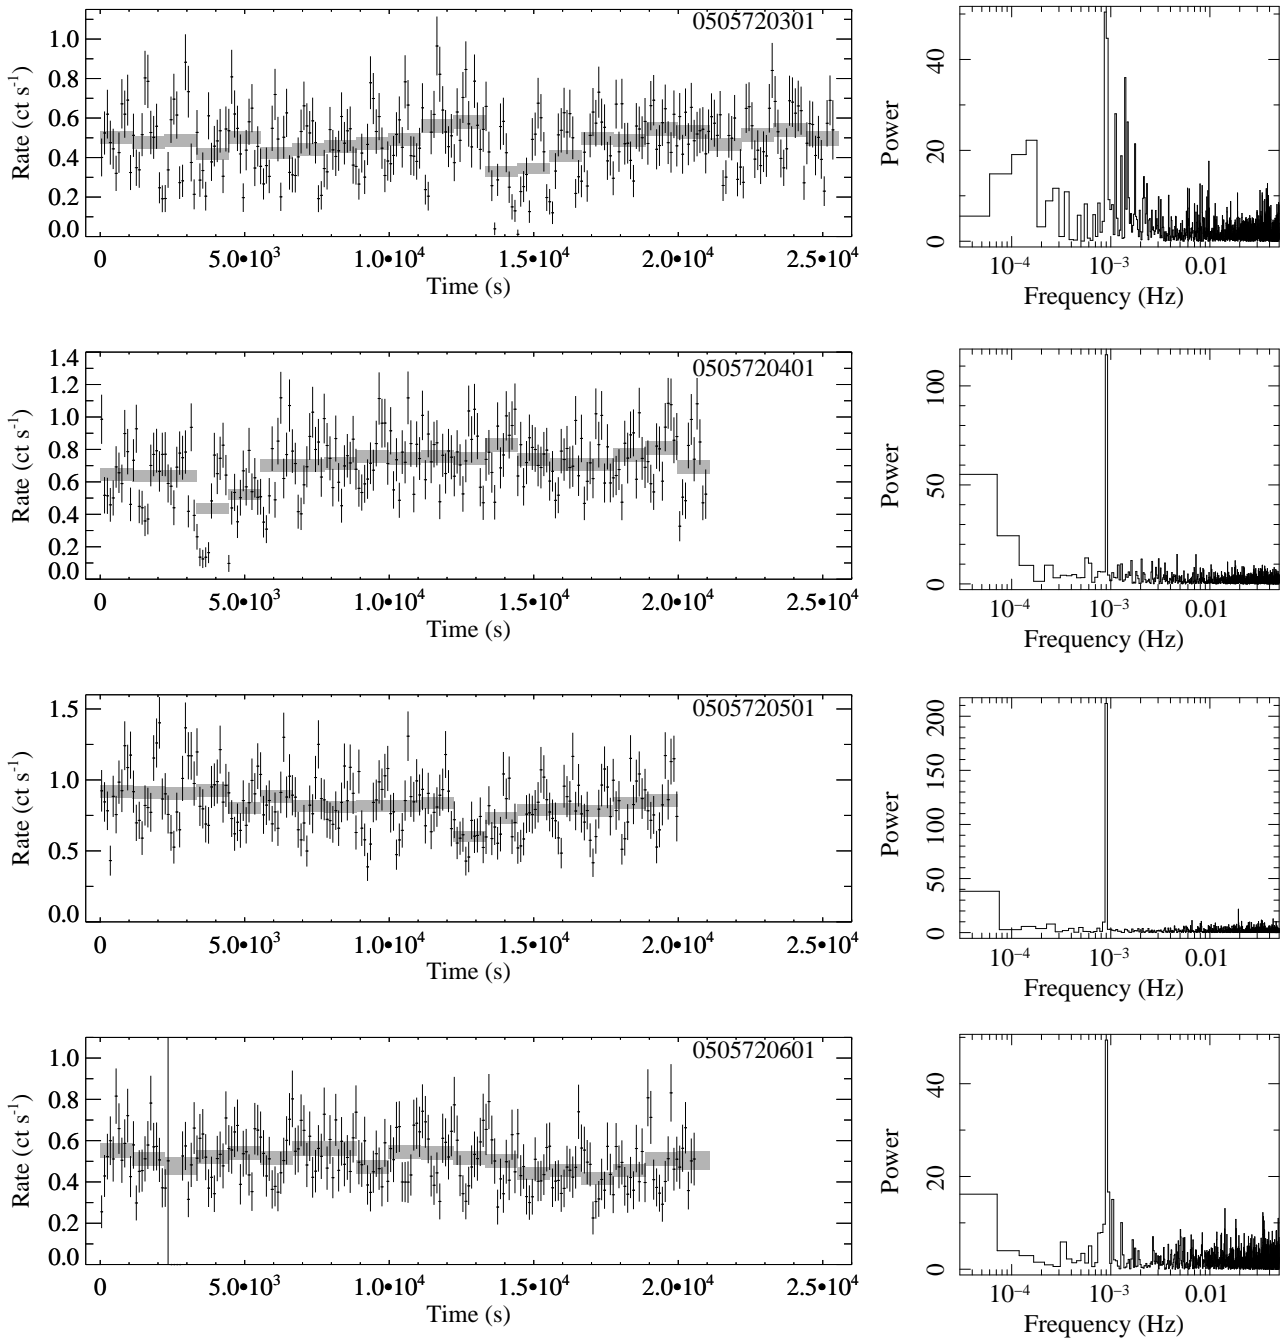 0505720301
Rate (ct s⁻¹)
1.0
0.8
0.6
0.4
0.2
0.0
0 5.0•10³ 1.0•10⁴ 1.5•10⁴ 2.0•10⁴ 2.5•10⁴
Time (s)
Power
40
20
0
10⁻⁴ 10⁻³ 0.01
Frequency (Hz)
0505720401
Rate (ct s⁻¹)
1.4
1.2
1.0
0.8
0.6
0.4
0.2
0.0
0 5.0•10³ 1.0•10⁴ 1.5•10⁴ 2.0•10⁴ 2.5•10⁴
Time (s)
Power
100
50
0
10⁻⁴ 10⁻³ 0.01
Frequency (Hz)
0505720501
Rate (ct s⁻¹)
1.5
1.0
0.5
0.0
0 5.0•10³ 1.0•10⁴ 1.5•10⁴ 2.0•10⁴ 2.5•10⁴
Time (s)
Power
200
150
100
50
0
10⁻⁴ 10⁻³ 0.01
Frequency (Hz)
0505720601
Rate (ct s⁻¹)
1.0
0.8
0.6
0.4
0.2
0.0
0 5.0•10³ 1.0•10⁴ 1.5•10⁴ 2.0•10⁴ 2.5•10⁴
Time (s)
Power
40
20
0
10⁻⁴ 10⁻³ 0.01
Frequency (Hz)